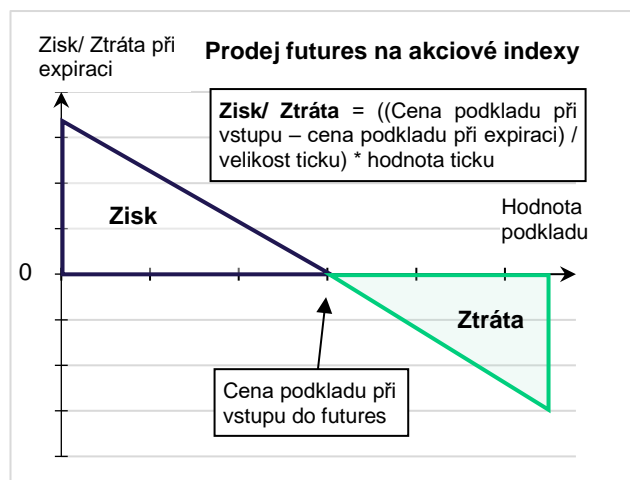 Zisk/ Ztráta při
expiraci
Prodej futures na akciové indexy
Zisk/ Ztráta = ((Cena podkladu při
vstupu – cena podkladu při expiraci) /
velikost ticku) * hodnota ticku
Hodnota
podkladu
Zisk
0
Ztráta
Cena podkladu při
vstupu do futures